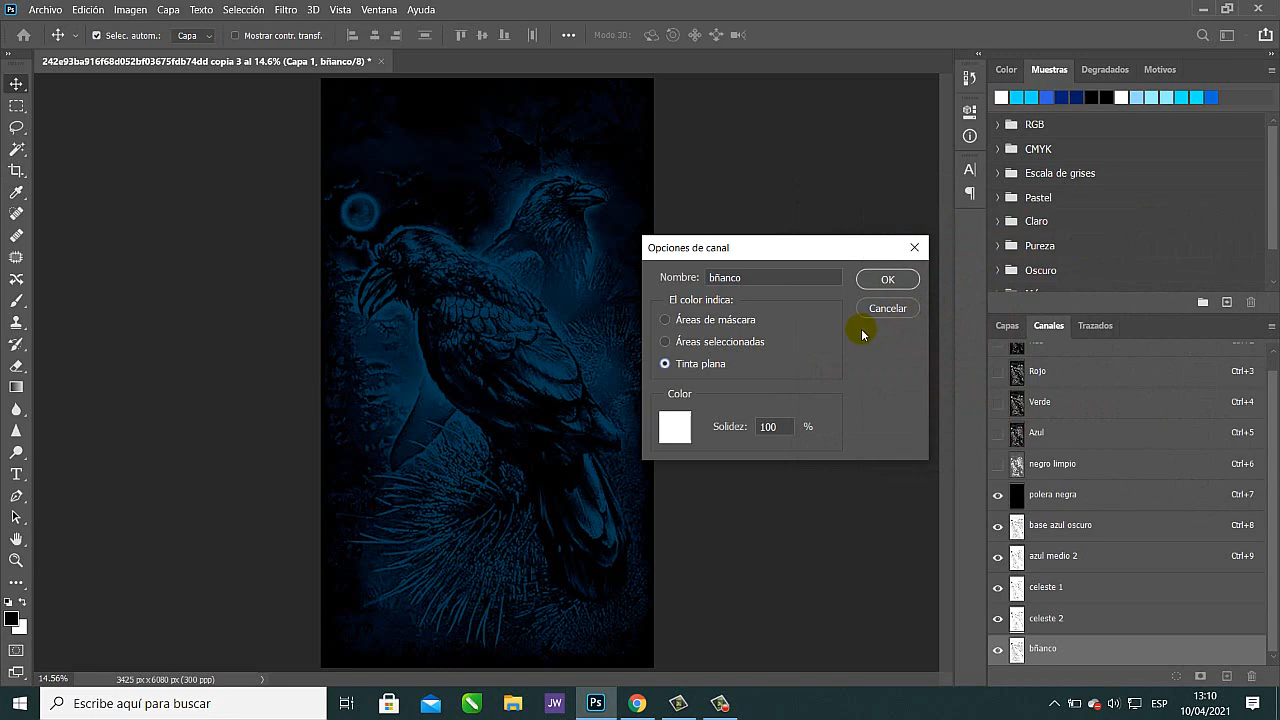 Ps Archivo Edición Imagen Capa Texto Selección Filtro 3D Vista Ventana Ayuda
Selec. autom.: Capa Mostrar contr. transf. Modo 3D:
242e93ba916f68d052bf03675fdb74dd copia 3 al 14.6% (Capa 1, bñanco/8) *
Color Muestras Degradados Motivos
RGB
CMYK
Escala de grises
Pastel
Claro
Pureza
Oscuro
Opciones de canal
Nombre: bñanco
OK
Cancelar
El color indica:
Áreas de máscara
Áreas seleccionadas
Tinta plana
Color
Solidez: 100 %
Capas Canales Trazados
Rojo Ctrl+3
Verde Ctrl+4
Azul Ctrl+5
negro limpio Ctrl+6
polera negra Ctrl+7
base azul oscuro Ctrl+8
azul medio 2 Ctrl+9
celeste 1
celeste 2
bñanco
14.56% 3425 px x 6080 px (300 ppp)
Escribe aquí para buscar
JW
Ps
ESP
13:10
10/04/2021